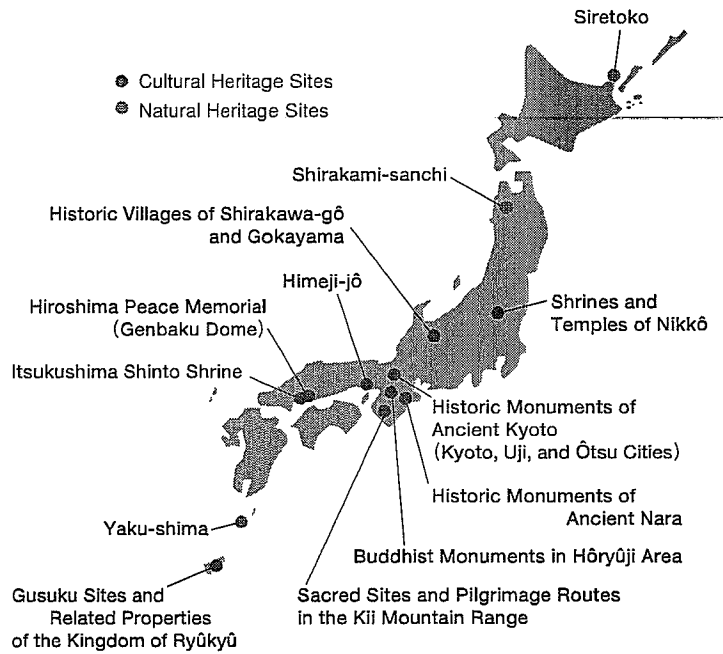 Siretoko
Cultural Heritage Sites
Natural Heritage Sites
Shirakami-sanchi
Historic Villages of Shirakawa-gô
and Gokayama
Himeji-jô
Hiroshima Peace Memorial
(Genbaku Dome)
Shrines and
Temples of Nikkô
Itsukushima Shinto Shrine
Historic Monuments of
Ancient Kyoto
(Kyoto, Uji, and Ôtsu Cities)
Historic Monuments of
Ancient Nara
Yaku-shima
Buddhist Monuments in Hôryûji Area
Gusuku Sites and
Related Properties
of the Kingdom of Ryûkyû
Sacred Sites and Pilgrimage Routes
in the Kii Mountain Range